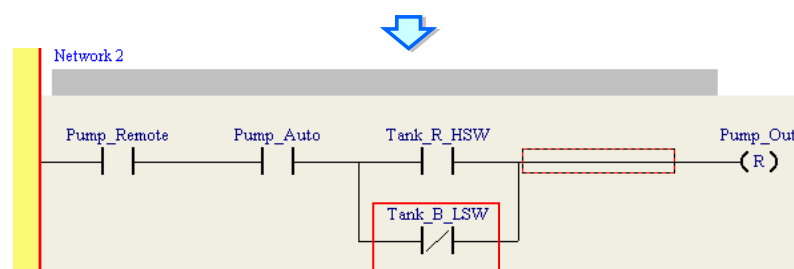 Network 2
Pump_Remote Pump_Auto Tank_R_HSW Pump_Out
R
Tank_B_LSW